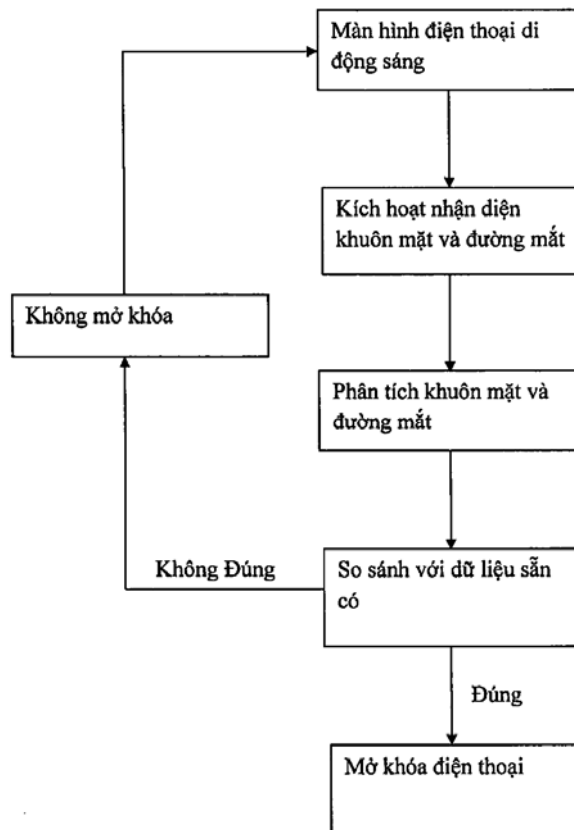 Màn hình điện thoại di
động sáng
Kích hoạt nhận diện
khuôn mặt và đường mắt
Không mở khóa
Phân tích khuôn mặt và
đường mắt
Không Đúng
So sánh với dữ liệu sẵn
có
Đúng
Mở khóa điện thoại